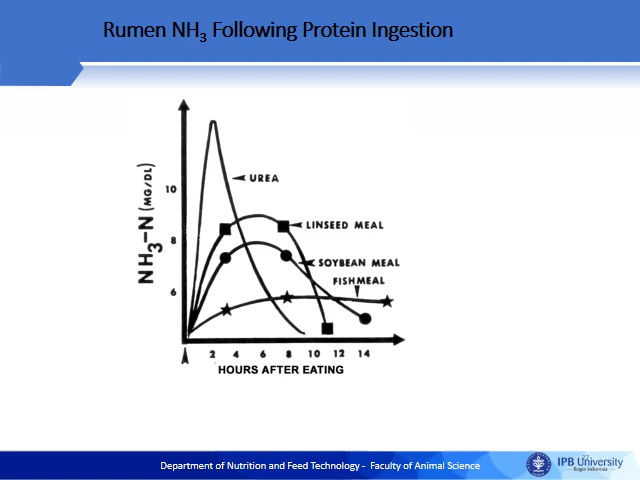 Rumen NH3 Following Protein Ingestion
NH3-N (MG/DL)
10
8
6
UREA
LINSEED MEAL
SOYBEAN MEAL
FISHMEAL
2 4 6 8 10 12 14
HOURS AFTER EATING
Department of Nutrition and Feed Technology - Faculty of Animal Science
IPB University
Bogor Indonesia